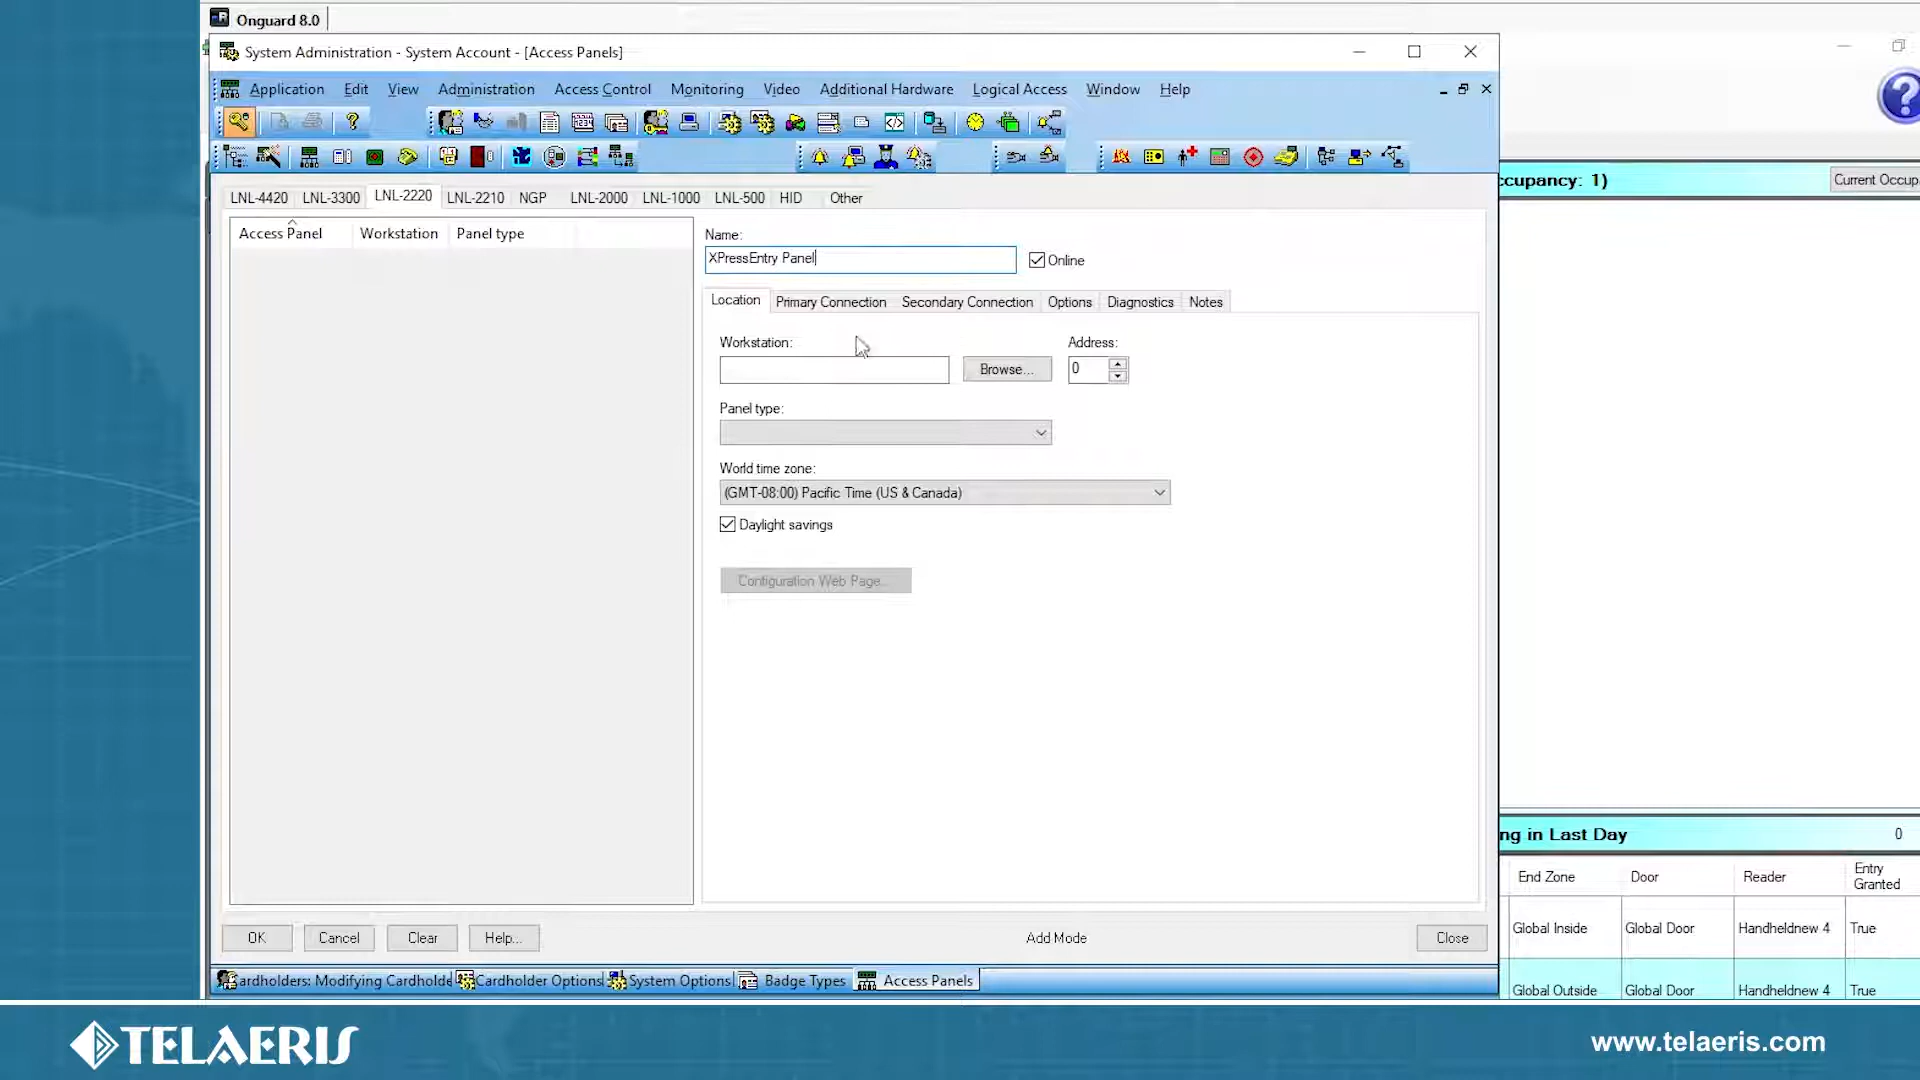 Onguard 8.0
System Administration - System Account - [Access Panels]
Application Edit View Administration Access Control Monitoring Video Additional Hardware Logical Access Window Help
LNL-4420 LNL-3300 LNL-2220 LNL-2210 NGP LNL-2000 LNL-1000 LNL-500 HID Other
Access Panel Workstation Panel type
Name:
XPressEntry Panel
Online
Location Primary Connection Secondary Connection Options Diagnostics Notes
Workstation: Address:
Browse... 0
Panel type:
World time zone:
(GMT-08:00) Pacific Time (US & Canada)
Daylight savings
Configuration Web Page...
OK Cancel Clear Help... Add Mode Close
ardholders: Modifying Cardholde Cardholder Options System Options Badge Types Access Panels
ccupancy: 1) Current Occup
ng in Last Day 0
End Zone Door Reader Entry Granted
Global Inside Global Door Handheldnew 4 True
Global Outside Global Door Handheldnew 4 True
TELAERIS
www.telaeris.com